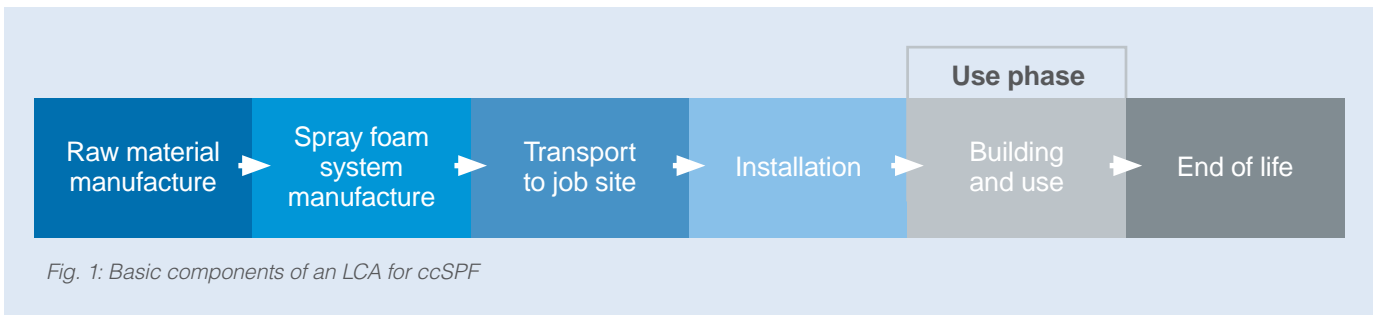 Use phase
Raw material
manufacture
Spray foam
system
manufacture
Transport
to job site
Installation
Building
and use
End of life
Fig. 1: Basic components of an LCA for ccSPF